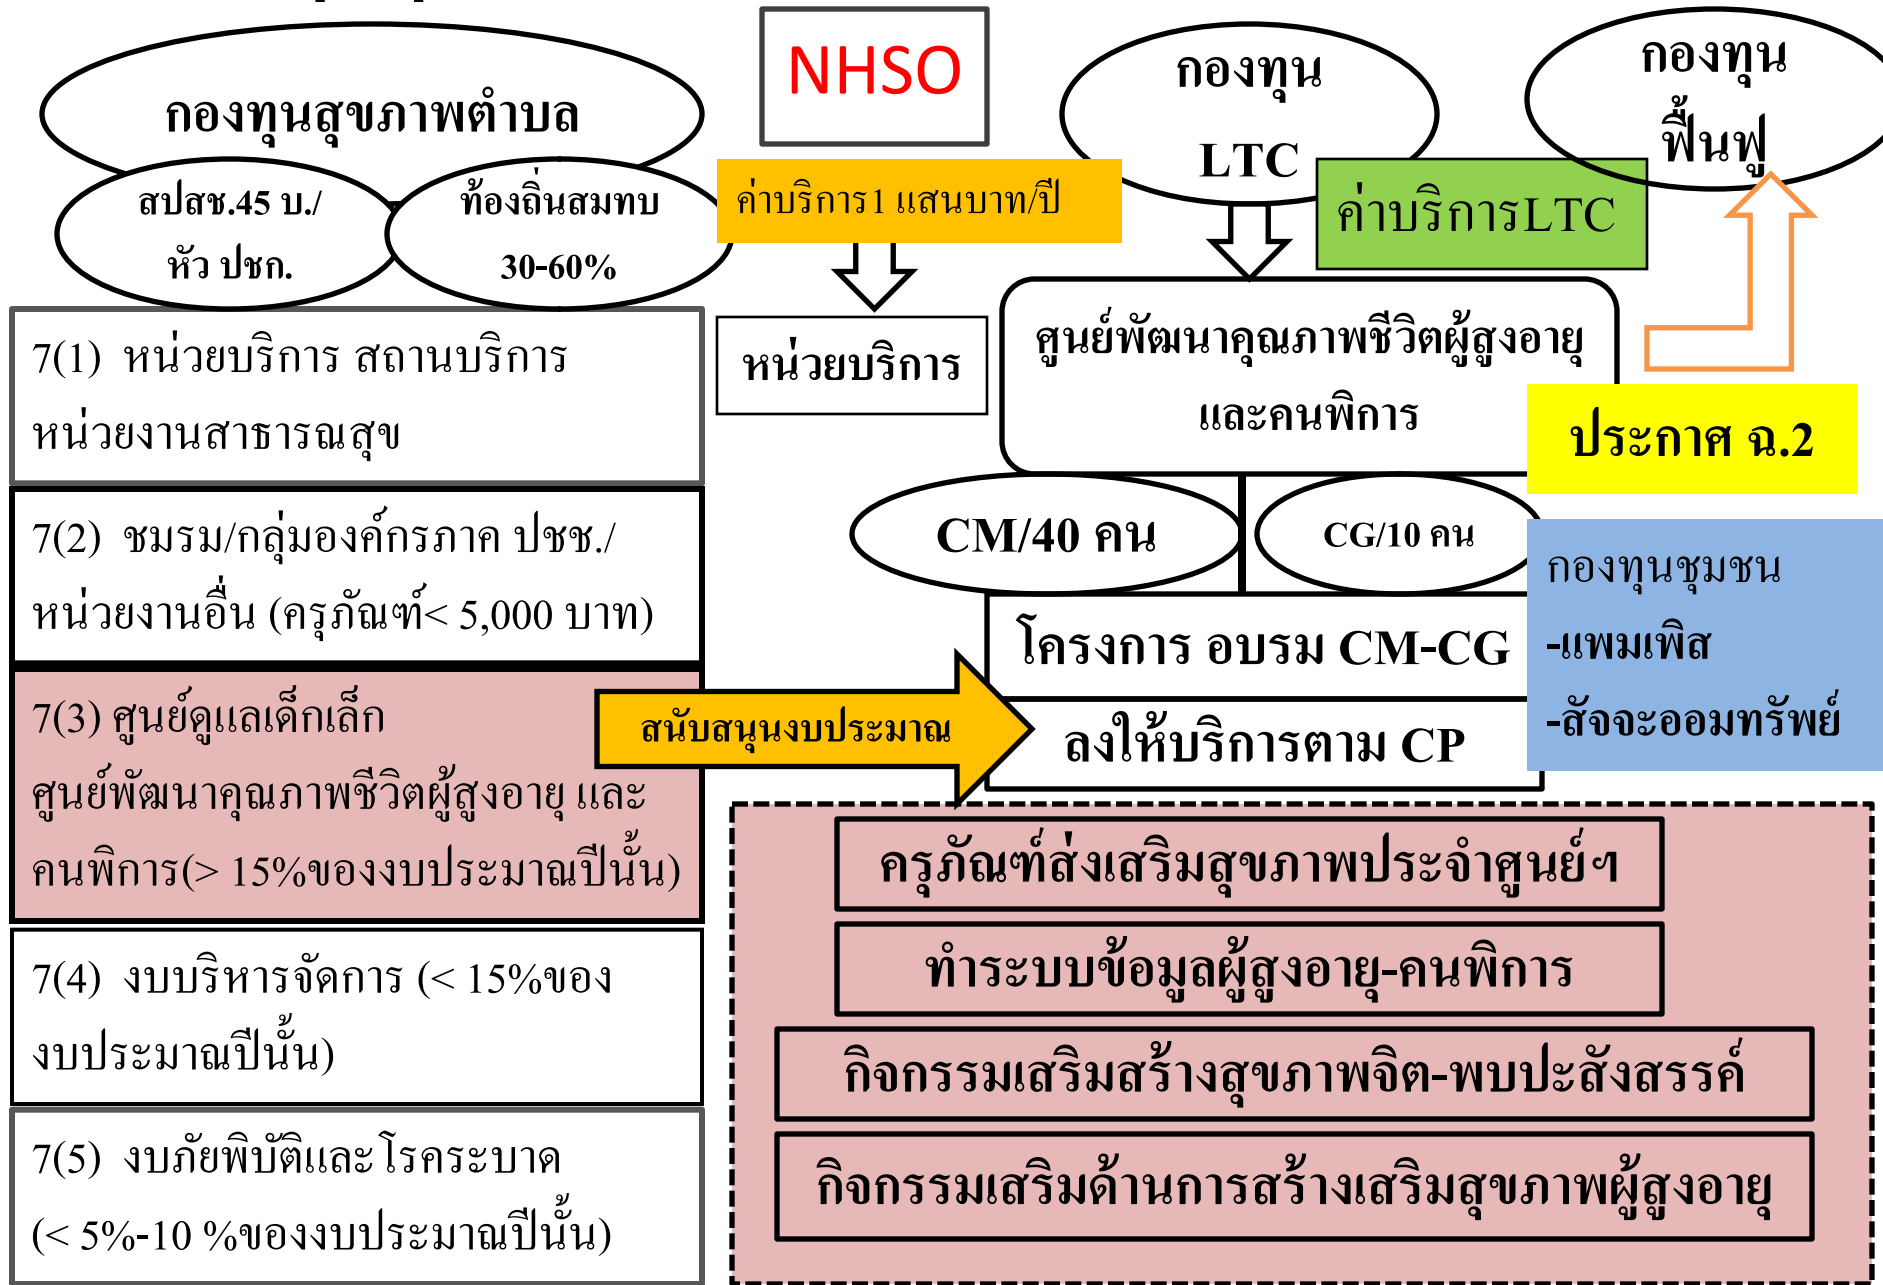 กองทุนสุขภาพตำบล
สปสช.45 บ./
หัว ปชก.
ท้องถิ่นสมทบ
30-60%
NHSO
ค่าบริการ1 แสนบาท/ปี
หน่วยบริการ
กองทุน
LTC
ค่าบริการLTC
กองทุน
ฟื้นฟู
7(1) หน่วยบริการ สถานบริการ
หน่วยงานสาธารณสุข
7(2) ชมรม/กลุ่มองค์กรภาค ปชช./
หน่วยงานอื่น (ครุภัณฑ์< 5,000 บาท)
7(3) ศูนย์ดูแลเด็กเล็ก
ศูนย์พัฒนาคุณภาพชีวิตผู้สูงอายุ และ
คนพิการ(> 15%ของงบประมาณปีนั้น)
7(4) งบบริหารจัดการ (< 15%ของ
งบประมาณปีนั้น)
7(5) งบภัยพิบัติและโรคระบาด
(< 5%-10 %ของงบประมาณปีนั้น)
สนับสนุนงบประมาณ
ศูนย์พัฒนาคุณภาพชีวิตผู้สูงอายุ
และคนพิการ
CM/40 คน
CG/10 คน
โครงการ อบรม CM-CG
ลงให้บริการตาม CP
ประกาศ ฉ.2
กองทุนชุมชน
-แพมเพิส
-สัจจะออมทรัพย์
ครุภัณฑ์ส่งเสริมสุขภาพประจำศูนย์ฯ
ทำระบบข้อมูลผู้สูงอายุ-คนพิการ
กิจกรรมเสริมสร้างสุขภาพจิต-พบปะสังสรรค์
กิจกรรมเสริมด้านการสร้างเสริมสุขภาพผู้สูงอายุ